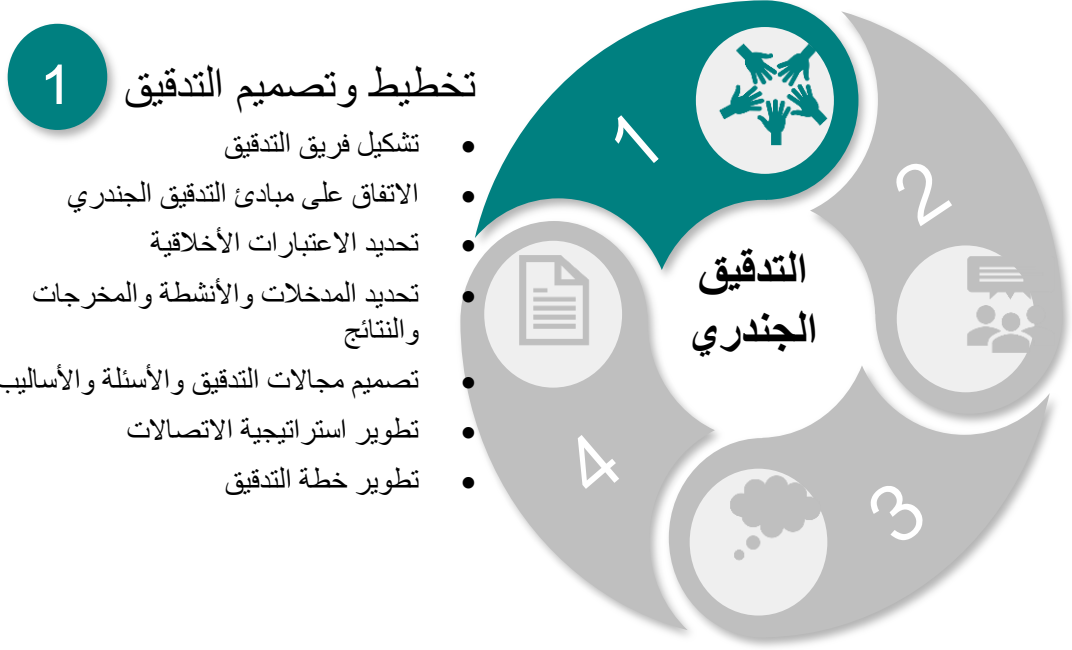 1
تخطيط وتصميم التدقيق
• تشكيل فريق التدقيق
• الاتفاق على مبادئ التدقيق الجندري
• تحديد الاعتبارات الأخلاقية
• تحديد المدخلات والأنشطة والمخرجات
والنتائج
• تصميم مجالات التدقيق والأسئلة والأساليب
• تطوير استراتيجية الاتصالات
• تطوير خطة التدقيق
1
2
3
4
التدقيق
الجندري